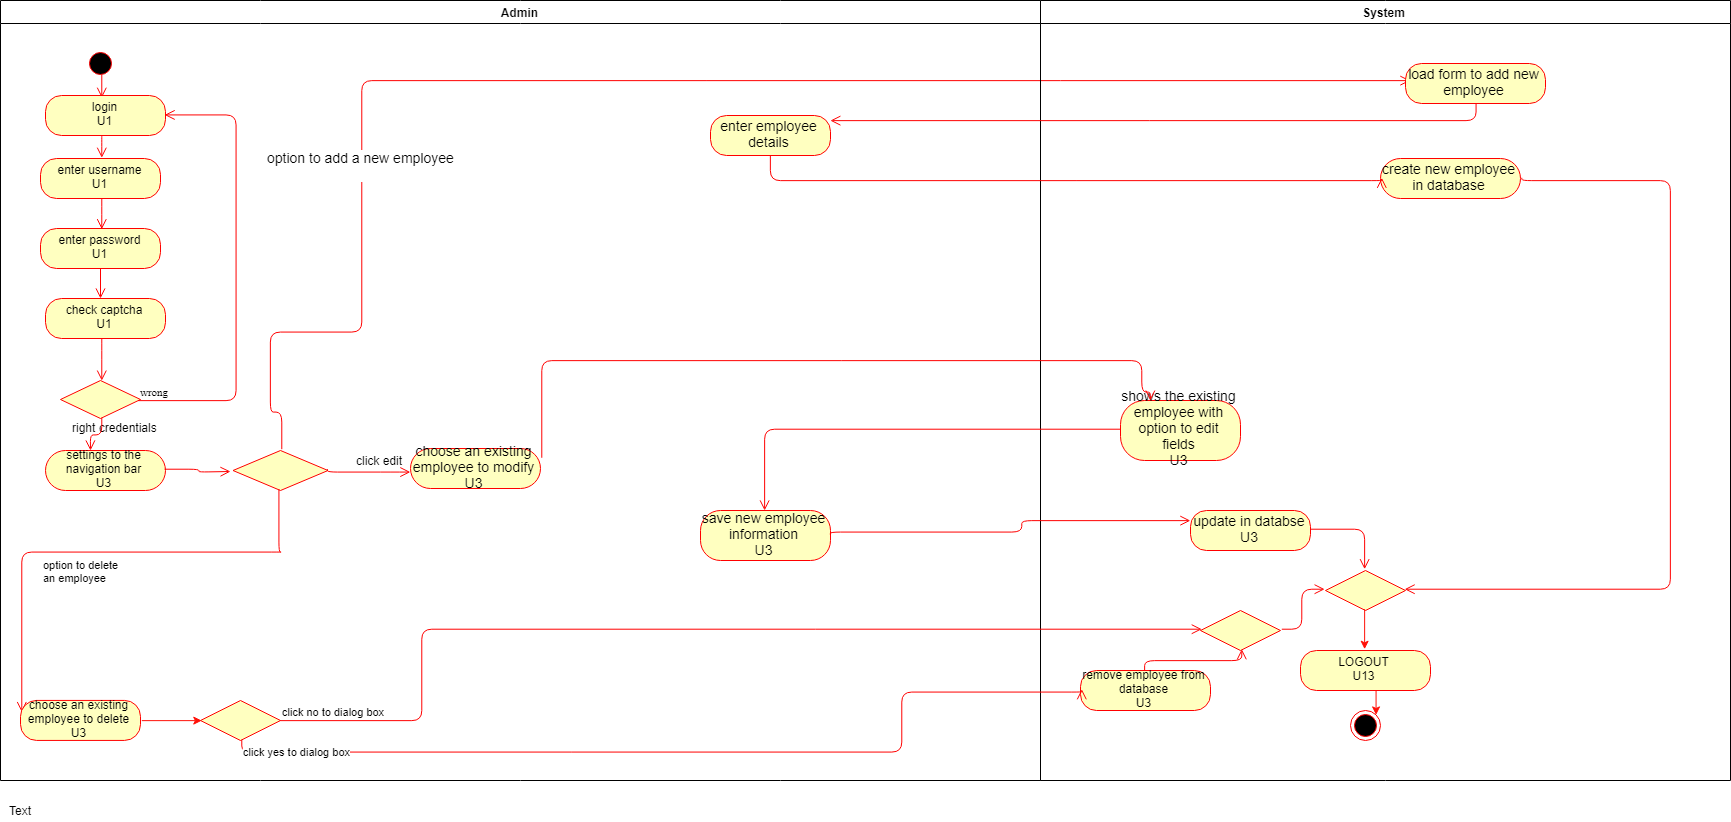 Admin
System
login
U1
enter username
U1
enter password
U1
check captcha
U1
wrong
right credentials
settings to the
navigation bar
U3
option to add a new employee
load form to add new
employee
enter employee
details
create new employee
in database
click edit
choose an existing
employee to modify
U3
shows the existing
employee with
option to edit
fields
U3
save new employee
information
U3
update in databse
U3
option to delete
an employee
choose an existing
employee to delete
U3
click no to dialog box
click yes to dialog box
remove employee from
database
U3
LOGOUT
U13
Text